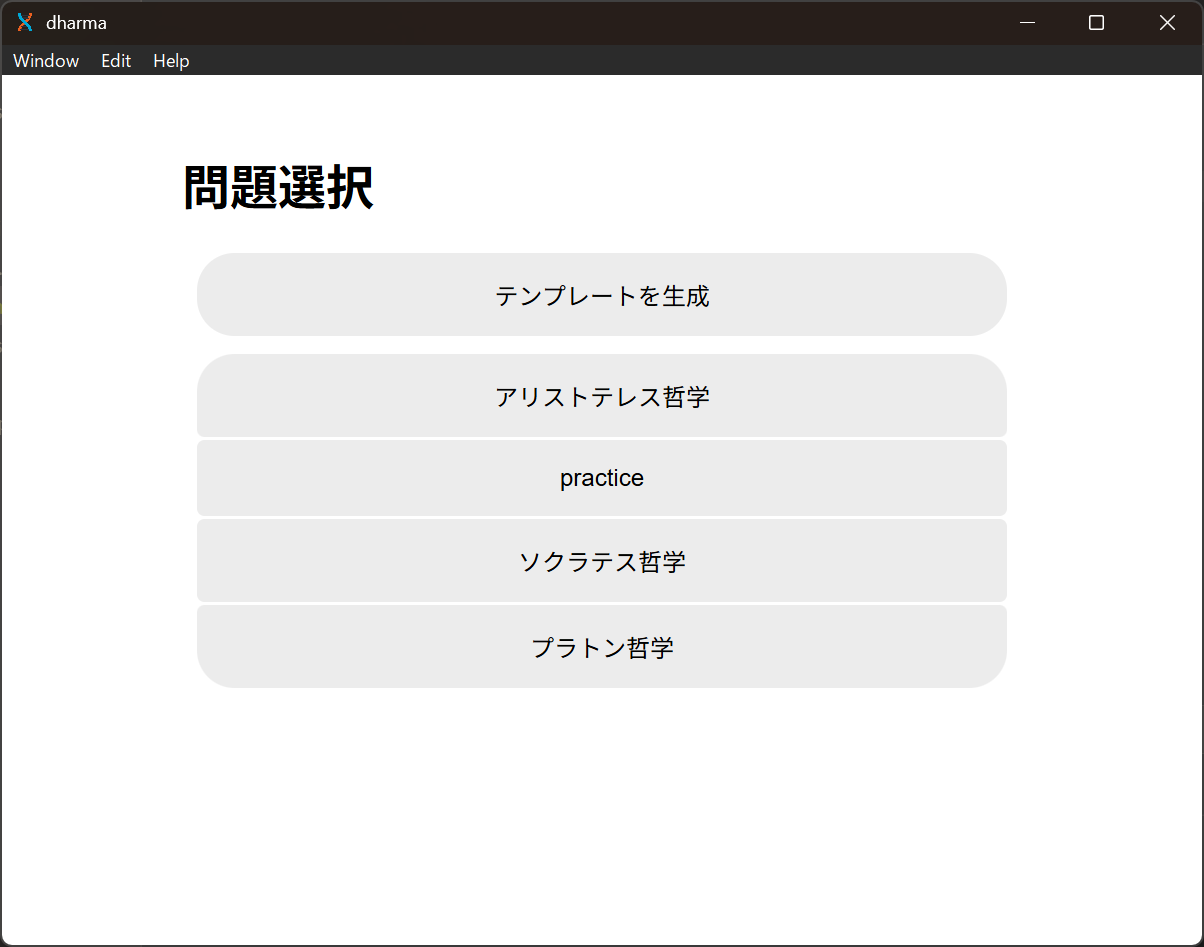 dharma
Window Edit Help
問題選択
テンプレートを生成
アリストテレス哲学
practice
ソクラテス哲学
プラトン哲学